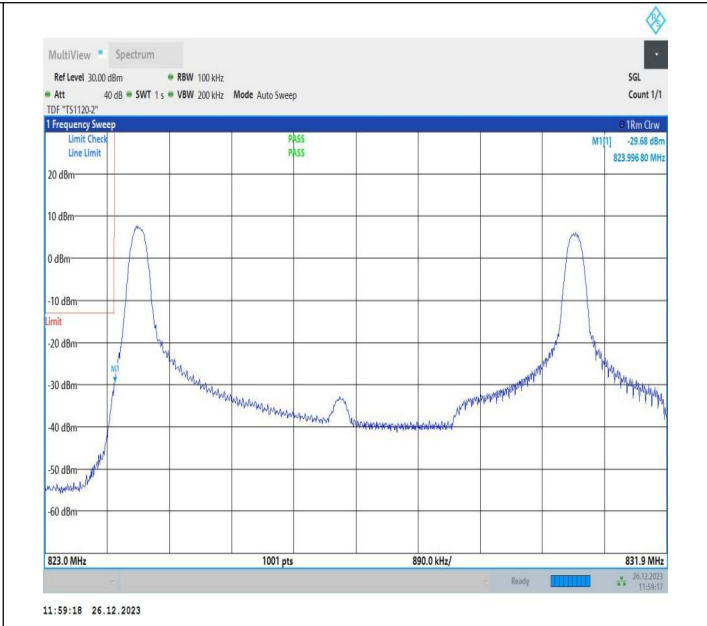 R S
MultiView Spectrum
Ref Level 30.00 dBm RBW 100 kHz SGL
Att 40 dB SWT 1 s VBW 200 kHz Mode Auto Sweep Count 1/1
TDF "TS1120-2"
1 Frequency Sweep 1Rm Clrw
Limit Check PASS M1[1] -29.68 dBm
Line Limit PASS 823.996 80 MHz
20 dBm
10 dBm
0 dBm
-10 dBm
Limit
-20 dBm
M1
-30 dBm
-40 dBm
-50 dBm
-60 dBm
823.0 MHz 1001 pts 890.0 kHz/ 831.9 MHz
Ready 26.12.2023
11:59:17
11:59:18 26.12.2023